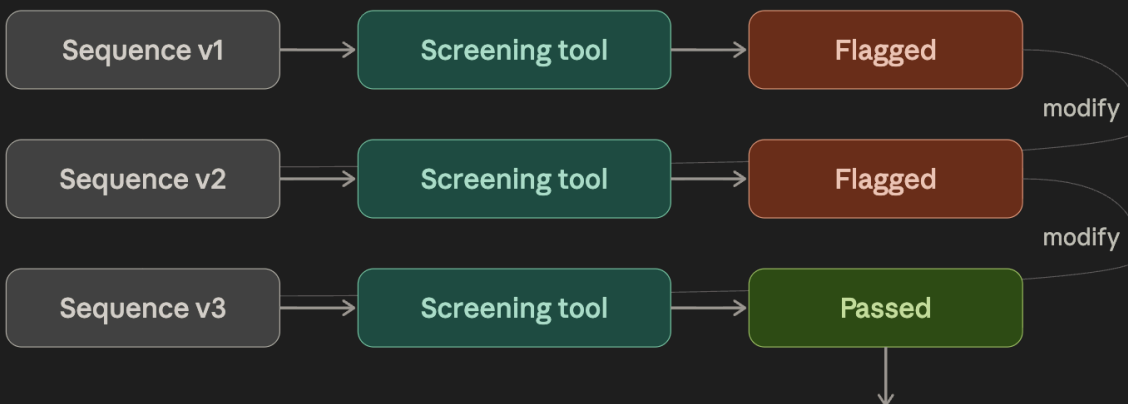 Sequence v1
Screening tool
Flagged
modify
Sequence v2
Screening tool
Flagged
modify
Sequence v3
Screening tool
Passed